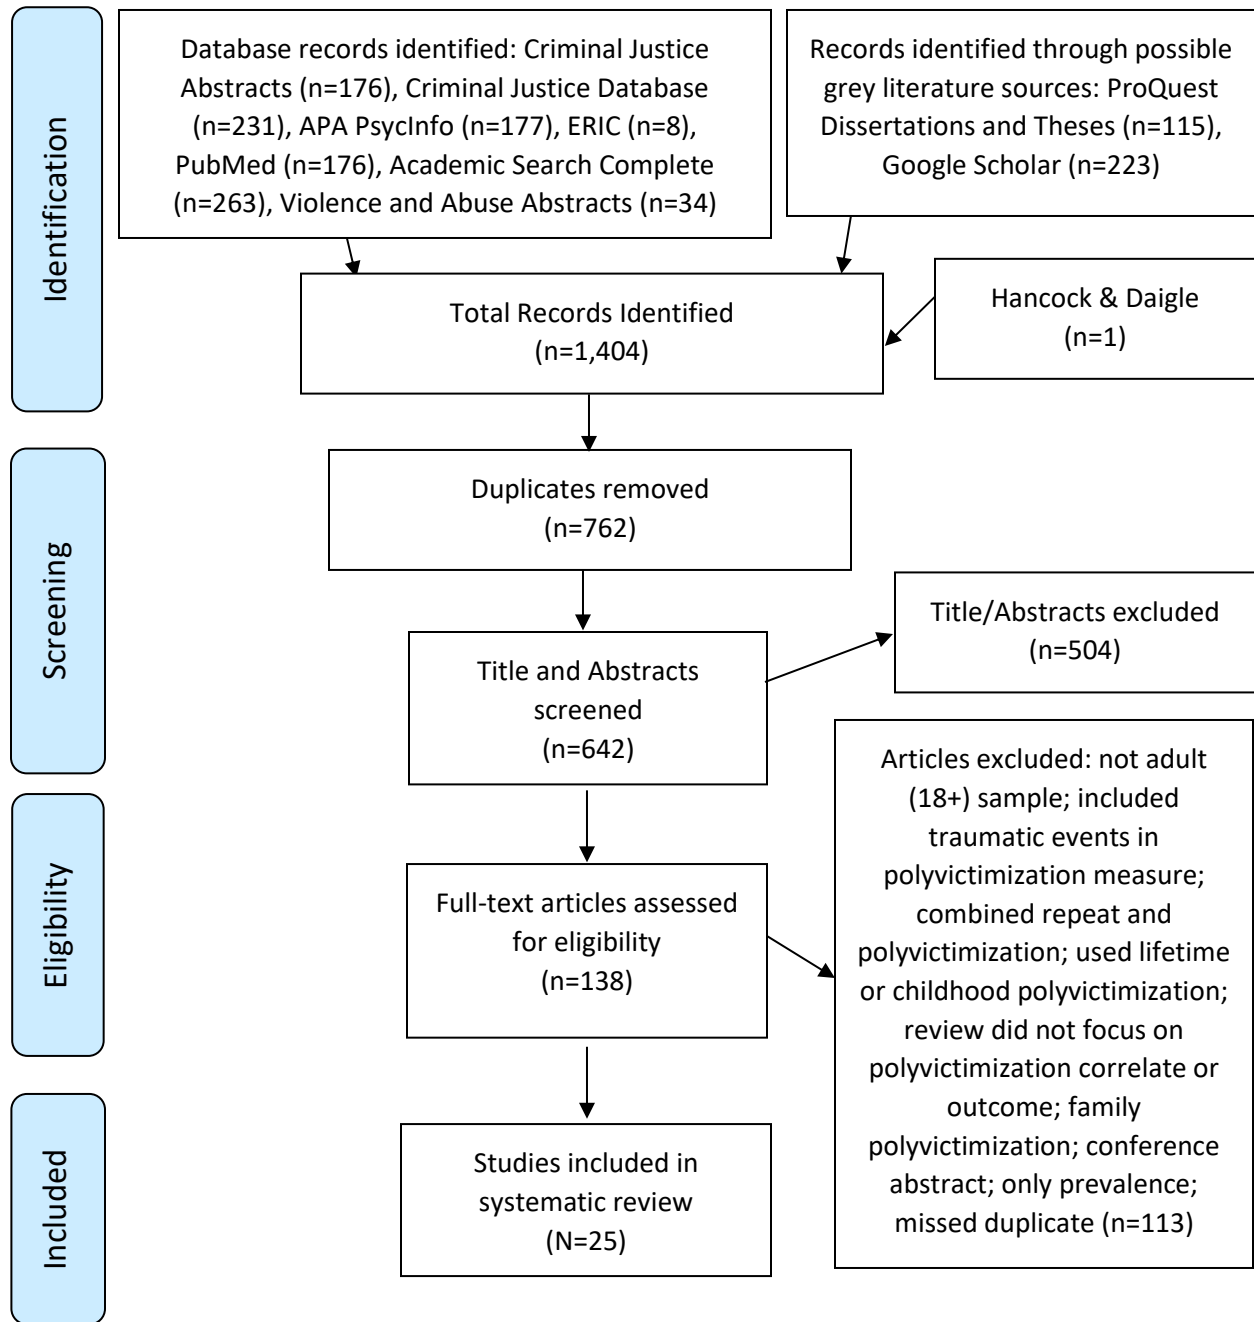 Identification
Database records identified: Criminal Justice
Abstracts (n=176), Criminal Justice Database
(n=231), APA PsycInfo (n=177), ERIC (n=8),
PubMed (n=176), Academic Search Complete
(n=263), Violence and Abuse Abstracts (n=34)
Records identified through possible
grey literature sources: ProQuest
Dissertations and Theses (n=115),
Google Scholar (n=223)
Total Records Identified
(n=1,404)
Hancock & Daigle
(n=1)
Screening
Duplicates removed
(n=762)
Title and Abstracts
screened
(n=642)
Title/Abstracts excluded
(n=504)
Eligibility
Full-text articles assessed
for eligibility
(n=138)
Articles excluded: not adult
(18+) sample; included
traumatic events in
polyvictimization measure;
combined repeat and
polyvictimization; used lifetime
or childhood polyvictimization;
review did not focus on
polyvictimization correlate or
outcome; family
polyvictimization; conference
abstract; only prevalence;
missed duplicate (n=113)
Included
Studies included in
systematic review
(N=25)